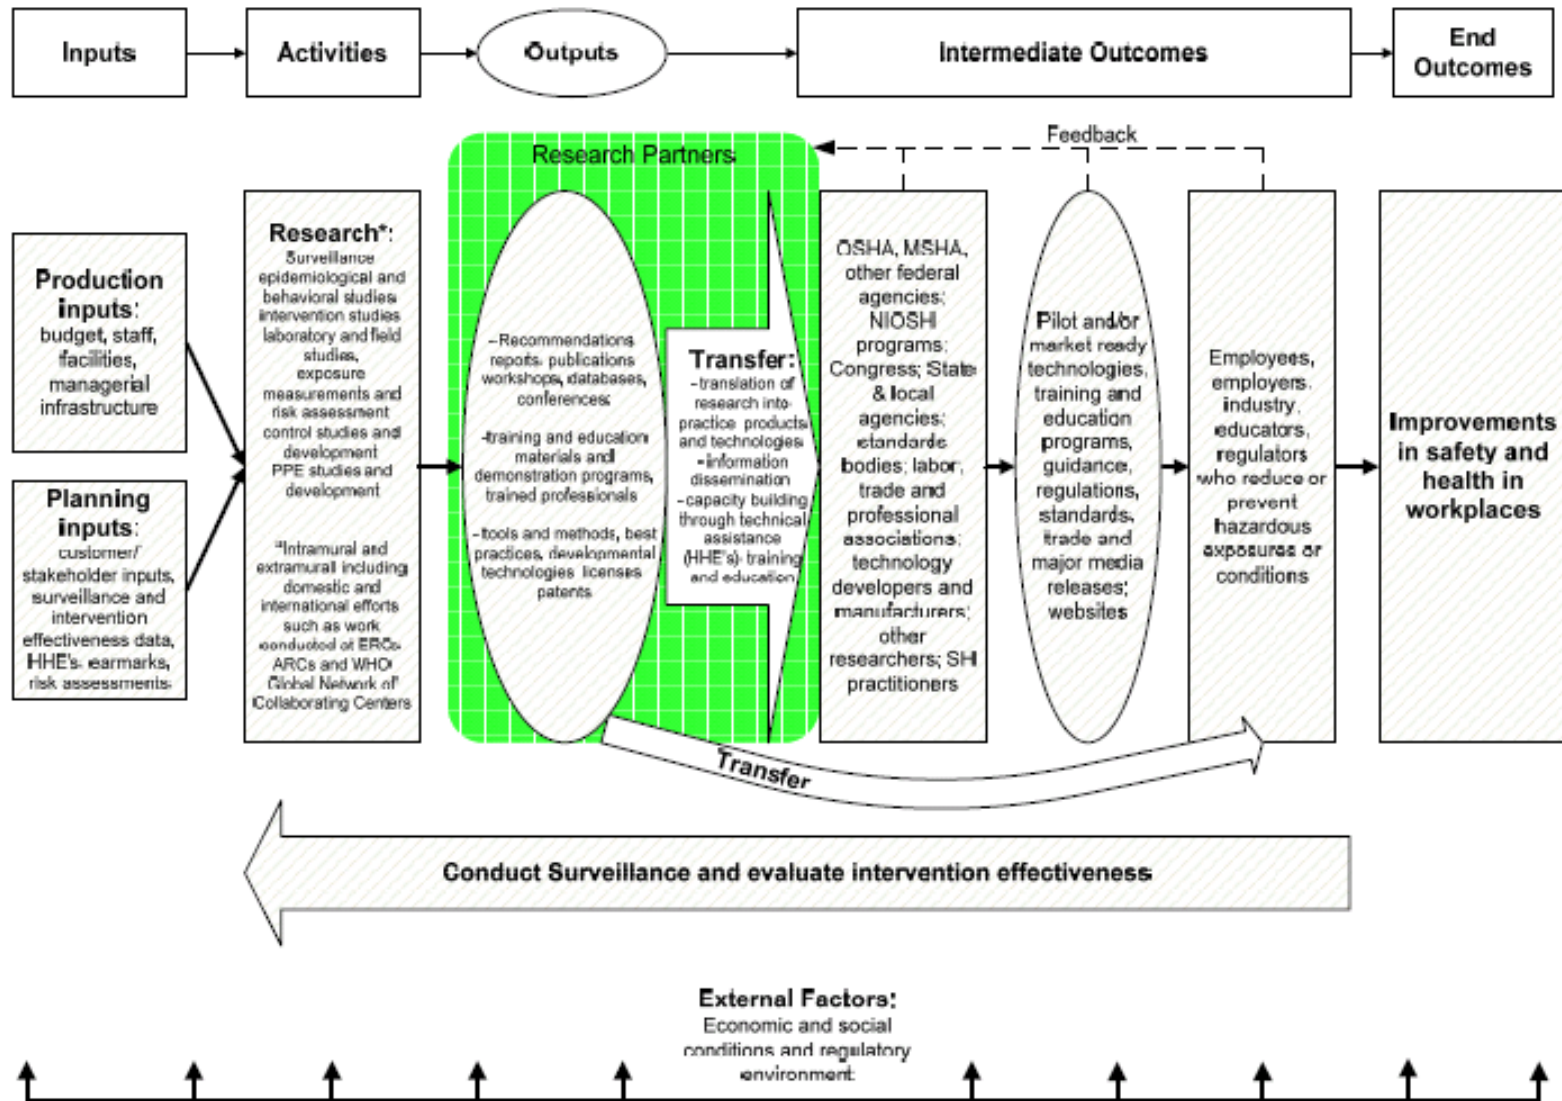 Inputs
Activities
Outputs
Intermediate Outcomes
End
Outcomes
Feedback
Research Partners
Production
inputs:
budget, staff,
facilities,
managerial
infrastructure
Planning
inputs:
customer/
stakeholder inputs,
surveillance and
intervention
effectiveness data,
HHE's, earmarks,
risk assessments
Research*:
Surveillance
epidemiological and
behavioral studies
intervention studies
laboratory and field
studies,
exposure
measurements and
risk assessment
control studies and
development
PPE studies and
development
*Intramural and
extramural including
domestic and
international efforts
such as work
conducted at ERCs,
ARCs and WHO
Global Network of
Collaborating Centers
-Recommendations
reports, publications
workshops, databases,
conferences;
-training and education
materials and
demonstration programs,
trained professionals
-tools and methods, best
practices, developmental
technologies licenses
patents
Transfer:
-translation of
research into
practice products
and technologies
-information
dissemination
-capacity building
through technical
assistance
(HHE's), training
and education
OSHA, MSHA,
other federal
agencies;
NIOSH
programs;
Congress; State
& local
agencies;
standards
bodies; labor,
trade and
professional
associations;
technology
developers and
manufacturers;
other
researchers; SH
practitioners
Pilot and/or
market ready
technologies,
training and
education
programs,
guidance,
regulations,
standards,
trade and
major media
releases;
websites
Employees,
employers,
industry,
educators,
regulators
who reduce or
prevent
hazardous
exposures or
conditions
Improvements
in safety and
health in
workplaces
Transfer
Conduct Surveillance and evaluate intervention effectiveness
External Factors:
Economic and social
conditions and regulatory
environment